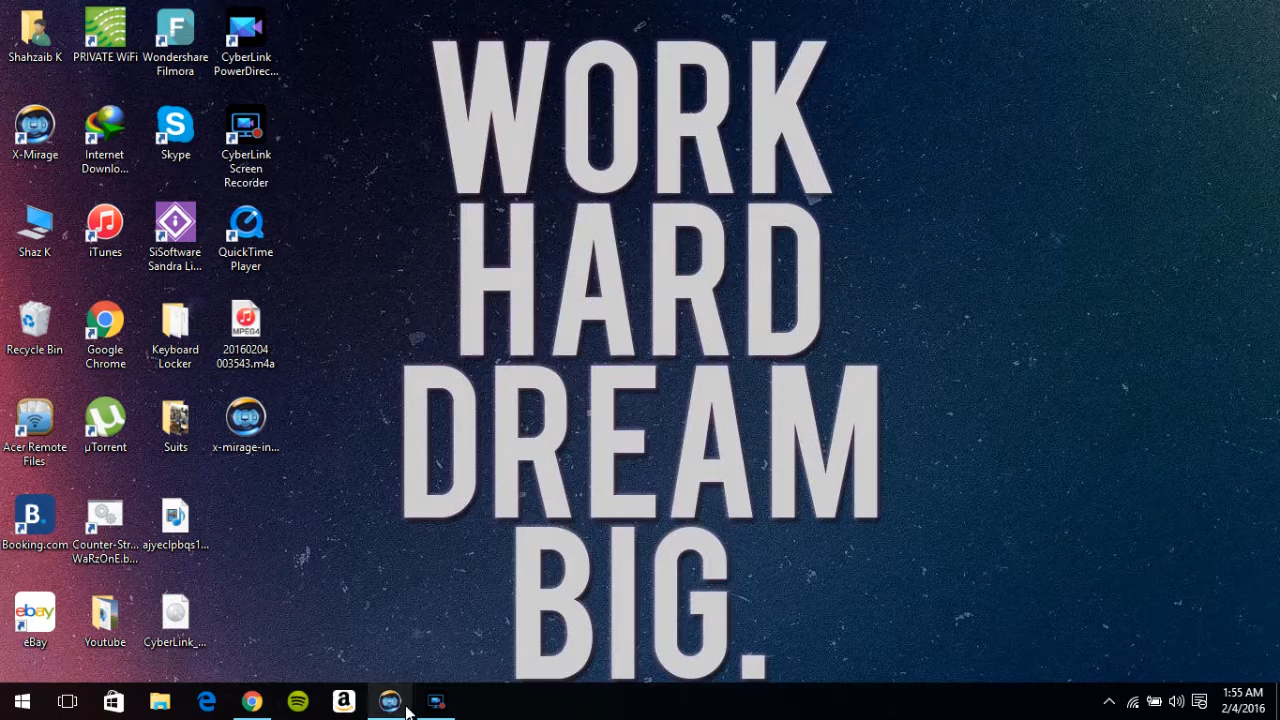 Shahzaib K
PRIVATE WiFi
Wondershare
Filmora
CyberLink
PowerDirec...
X-Mirage
Internet
Downlo...
Skype
CyberLink
Screen
Recorder
Shaz K
iTunes
SiSoftware
Sandra Li...
QuickTime
Player
Recycle Bin
Google
Chrome
Keyboard
Locker
MPEG4
20160204
003543.m4a
Acer Remote
Files
µTorrent
Suits
x-mirage-in...
B.
Booking.com
Counter-Str...
WaRzOnE.b...
ajyeclpbqs1...
ebay
eBay
Youtube
CyberLink_...
WORK
HARD
DREAM
BIG.
1:55 AM
2/4/2016